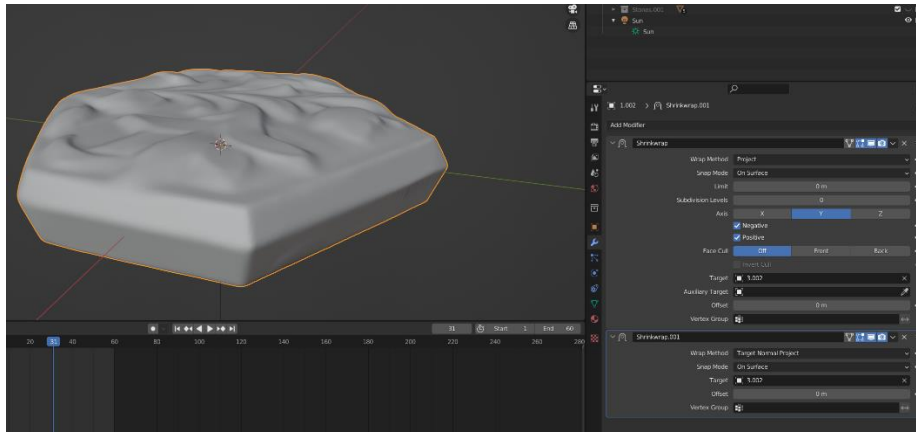 Stones.001
Sun
Sun
1.002 > Shrinkwrap.001
Add Modifier
Shrinkwrap
Wrap Method Project
Snap Mode On Surface
Limit 0 m
Subdivision Levels 0
Axis X Y Z
Negative
Positive
Face Cull Off Front Back
Invert Cull
Target 3.002
Auxiliary Target
Offset 0 m
Vertex Group
Shrinkwrap.001
Wrap Method Target Normal Project
Snap Mode On Surface
Target 3.002
Offset 0 m
Vertex Group
31 Start 1 End 60
20 31 40 60 80 100 120 140 160 180 200 220 240 260 280